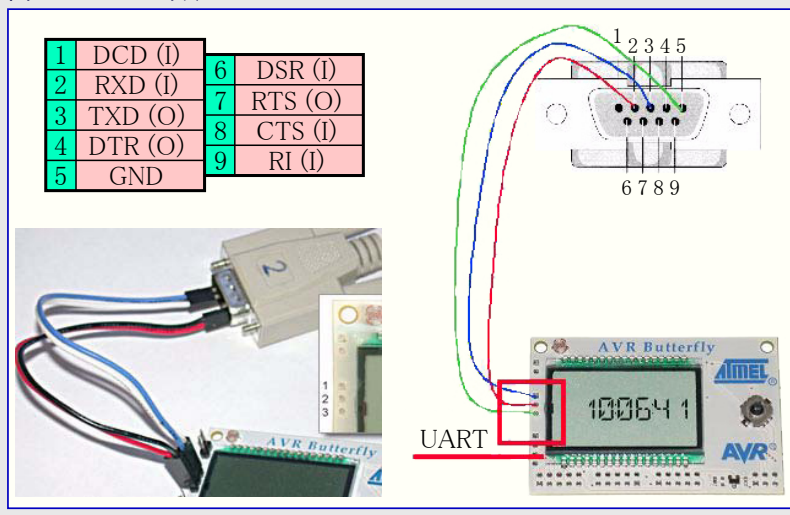 1 DCD (I)
2 RXD (I)
3 TXD (O)
4 DTR (O)
5 GND
6 DSR (I)
7 RTS (O)
8 CTS (I)
9 RI (I)
1 2 3 4 5
6 7 8 9
2
1
2
3
AVR Butterfly
AVR Butterfly
ATMEL
100641
UART
AVR